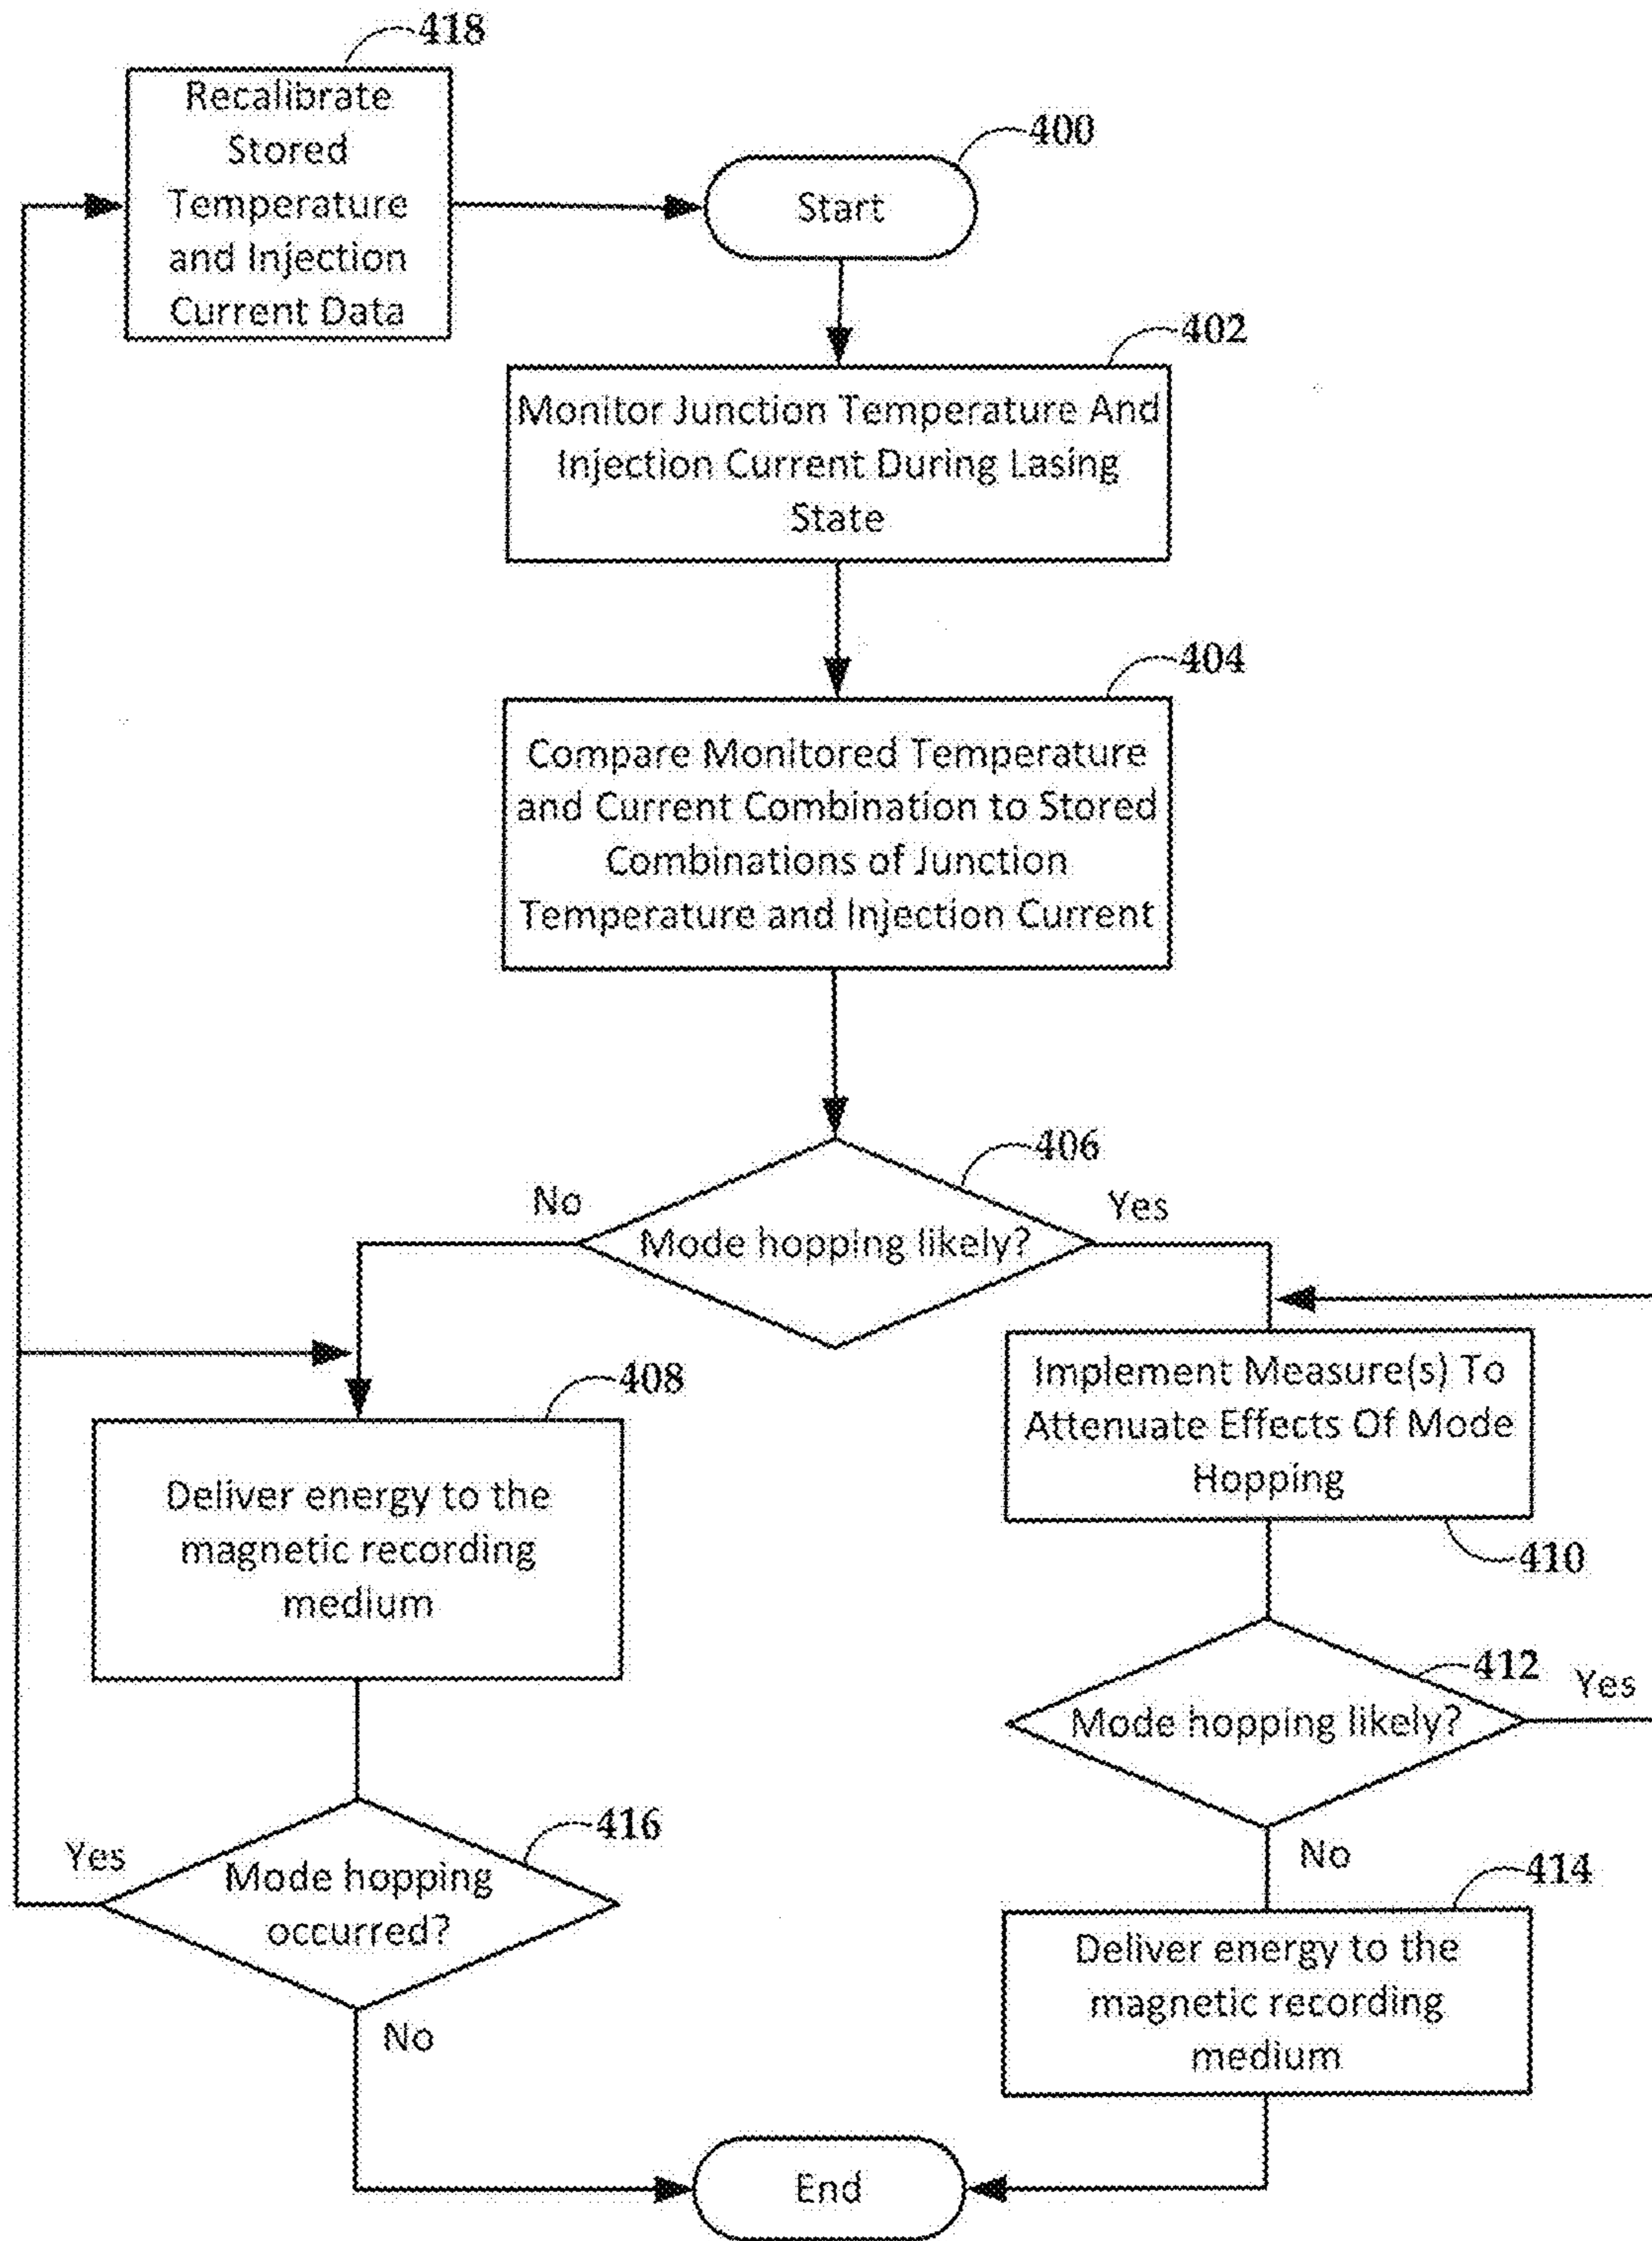 418
Recalibrate
Stored
Temperature
and Injection
Current Data
400
Start
402
Monitor Junction Temperature And
Injection Current During Lasing
State
404
Compare Monitored Temperature
and Current Combination to Stored
Combinations of Junction
Temperature and Injection Current
406
No
Yes
Mode hopping likely?
408
Deliver energy to the
magnetic recording
medium
Implement Measure(s) To
Attenuate Effects Of Mode
Hopping
410
412
Yes
Mode hopping likely?
No
416
Yes
Mode hopping
occurred?
No
414
Deliver energy to the
magnetic recording
medium
End